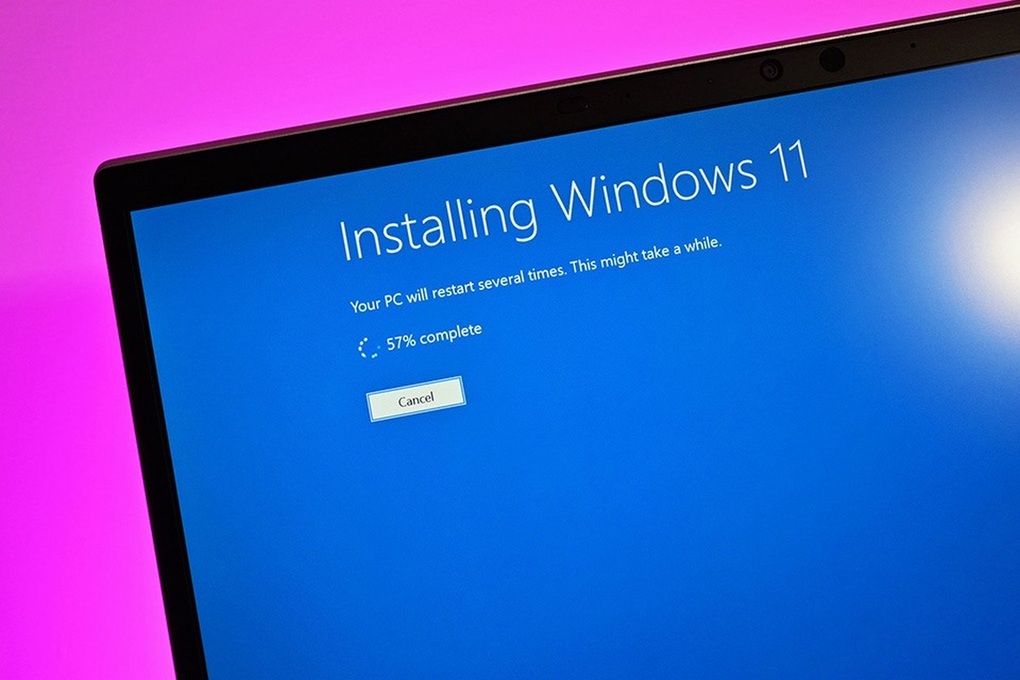 Installing Windows 11
Your PC will restart several times. This might take a while.
57% complete
Cancel